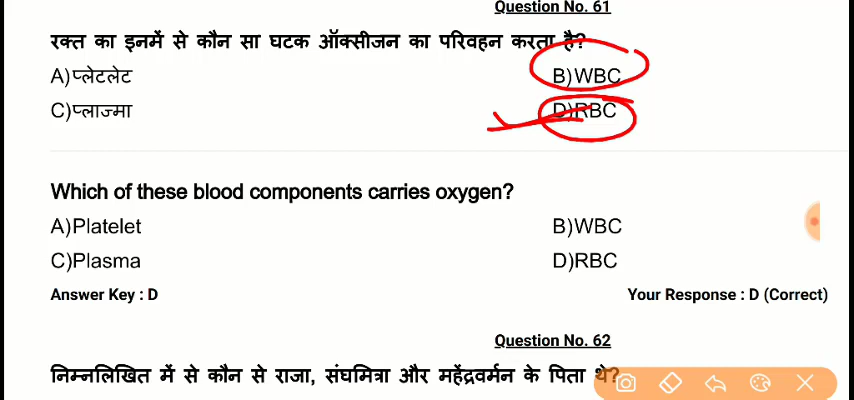 Question No. 61
रक्त का इनमें से कौन सा घटक ऑक्सीजन का परिवहन करता है?
A)प्लेटलेट B)WBC
C)प्लाज्मा D)RBC
Which of these blood components carries oxygen?
A)Platelet B)WBC
C)Plasma D)RBC
Answer Key : D Your Response : D (Correct)
Question No. 62
निम्नलिखित में से कौन से राजा, संघमित्रा और महेंद्रवर्मन के पिता थे?